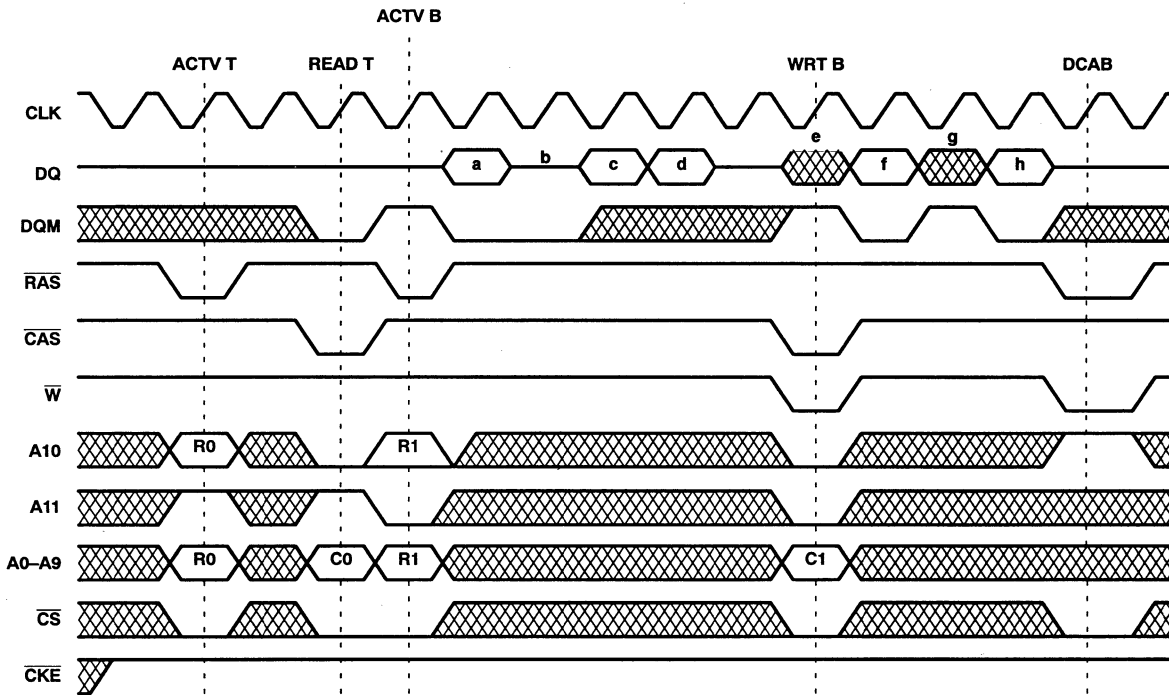 ACTV B
ACTV T
READ T
WRT B
DCAB
CLK
DQ
a
b
c
d
e
f
g
h
DQM
RAS
CAS
W
A10
R0
R1
A11
A0–A9
R0
C0
R1
C1
CS
CKE